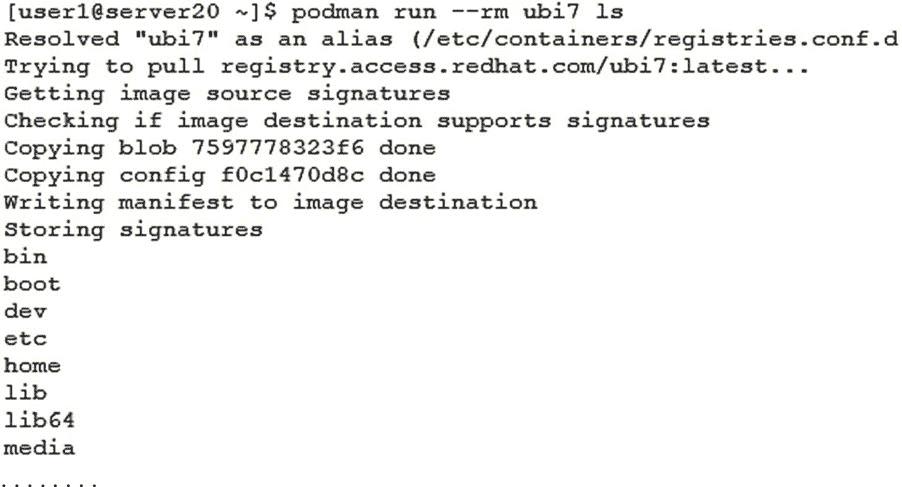 [user1@server20 ~]$ podman run --rm ubi7 ls
Resolved "ubi7" as an alias (/etc/containers/registries.conf.d
Trying to pull registry.access.redhat.com/ubi7:latest...
Getting image source signatures
Checking if image destination supports signatures
Copying blob 7597778323f6 done
Copying config f0c1470d8c done
Writing manifest to image destination
Storing signatures
bin
boot
dev
etc
home
lib
lib64
media
........